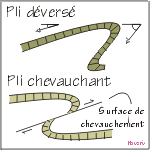 Pli déversé
Pli chevauchant
Surface de
chevauchement